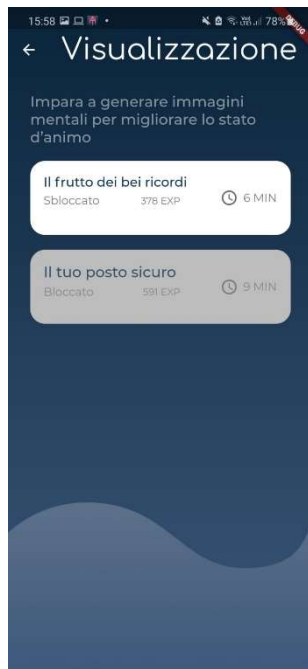 15:58
78%
Visualizzazione
Impara a generare immagini
mentali per migliorare lo stato
d'animo
Il frutto dei bei ricordi
Sbloccato 378 EXP 6 MIN
Il tuo posto sicuro
Bloccato 591 EXP 9 MIN